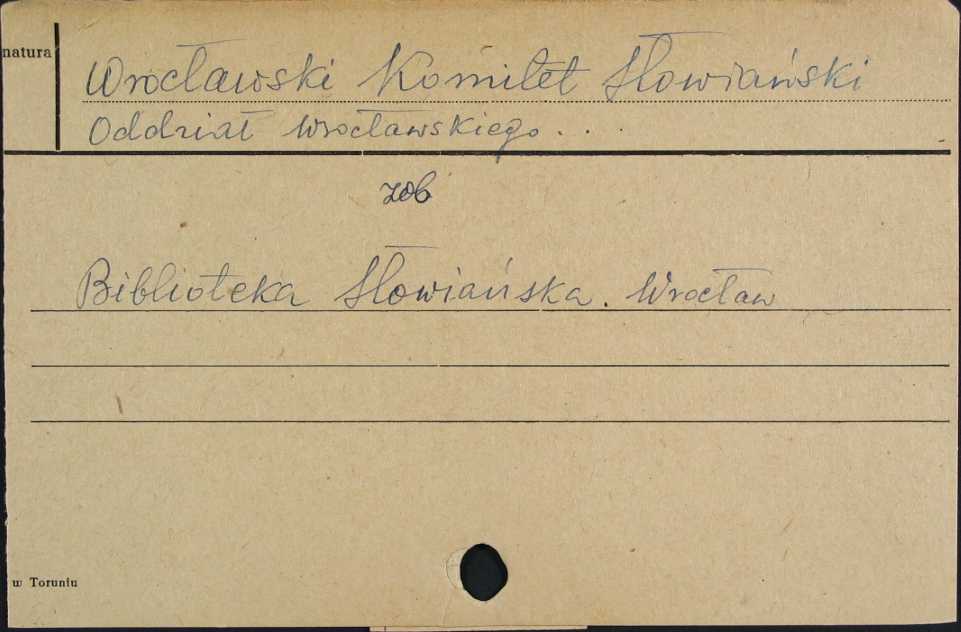 natura
Wrocławski Komitet Słowiański
Oddział Wrocławskiego...
zob
Biblioteka Słowiańska. Wrocław
w Toruniu